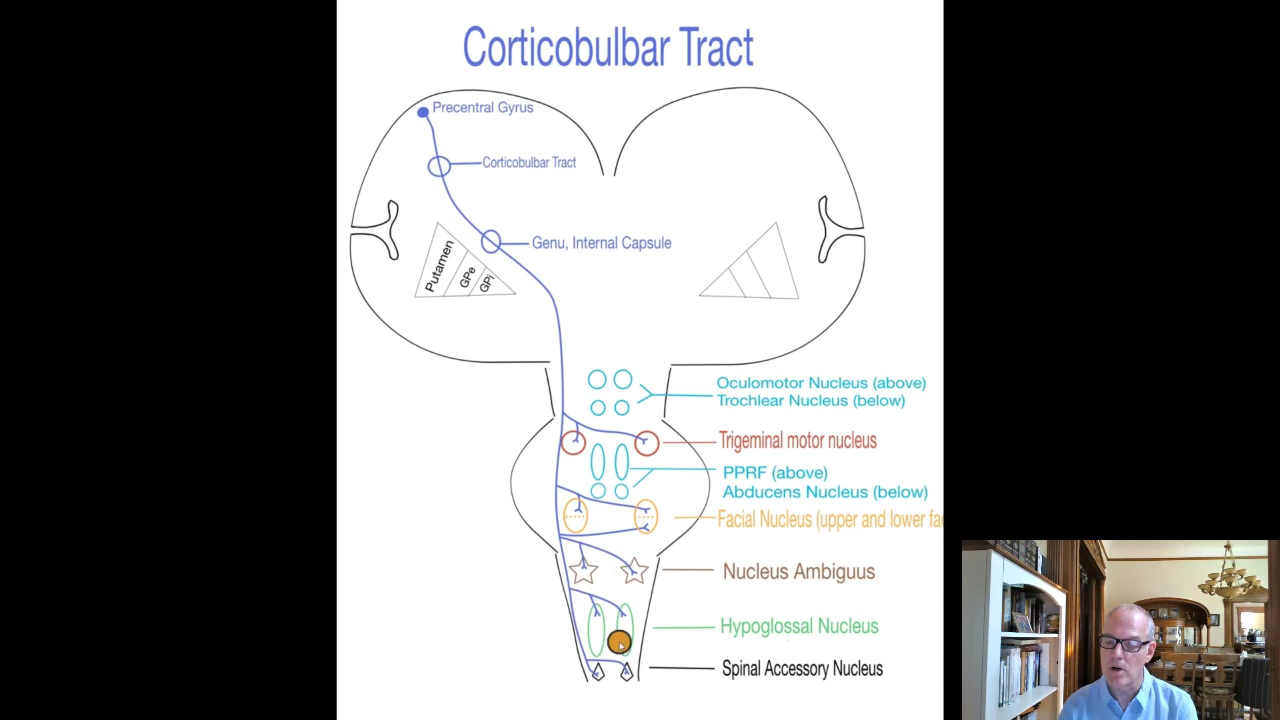 Corticobulbar Tract
Precentral Gyrus
Corticobulbar Tract
Genu, Internal Capsule
Putamen
GPe
GPi
Oculomotor Nucleus (above)
Trochlear Nucleus (below)
Trigeminal motor nucleus
PPRF (above)
Abducens Nucleus (below)
Facial Nucleus (upper and lower
Nucleus Ambiguus
Hypoglossal Nucleus
Spinal Accessory Nucleus